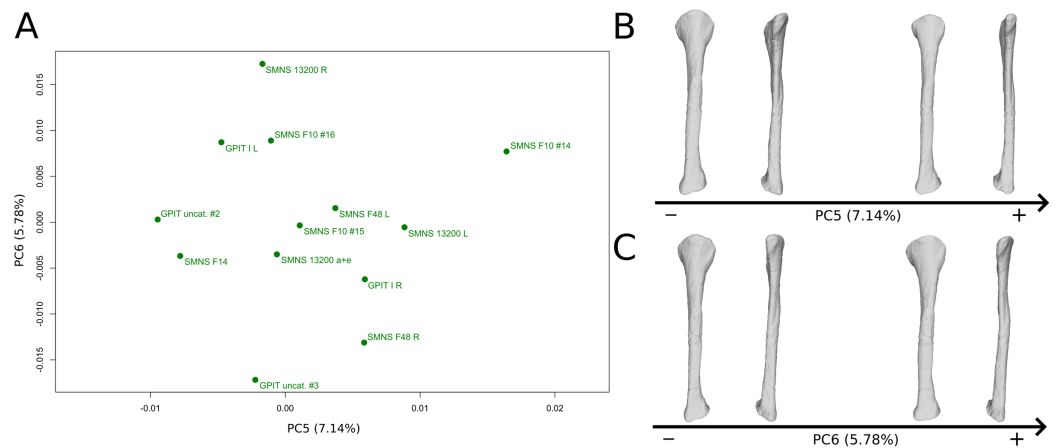 A
SMNS 13200 R
SMNS F10 #16
GPIT I L
SMNS F10 #14
GPIT uncat. #2
SMNS F48 L
SMNS F10 #15
SMNS 13200 L
SMNS F14
SMNS 13200 a+e
GPIT I R
SMNS F48 R
GPIT uncat. #3
0.015
0.010
0.005
0.000
-0.005
-0.010
-0.015
PC6 (5.78%)
-0.01
0.00
0.01
0.02
PC5 (7.14%)
B
− PC5 (7.14%) +
C
− PC6 (5.78%) +